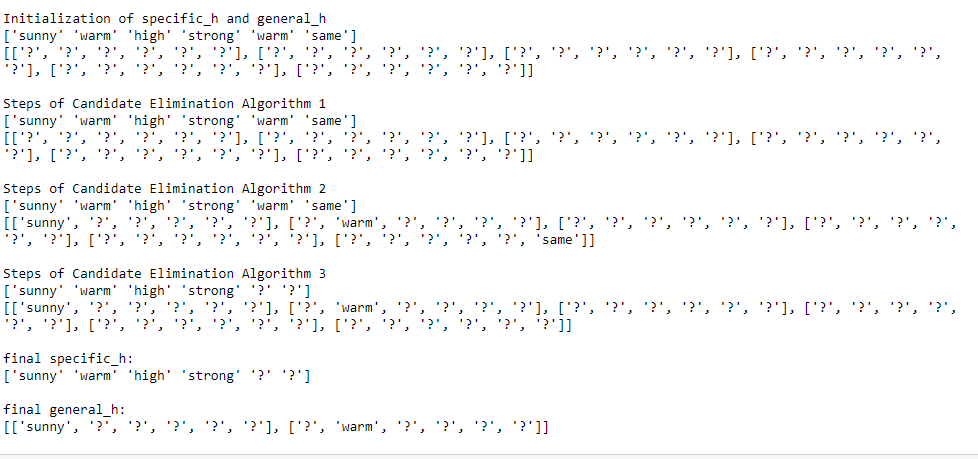 Initialization of specific_h and general_h
['sunny' 'warm' 'high' 'strong' 'warm' 'same']
[['?', '?', '?', '?', '?', '?'], ['?', '?', '?', '?', '?', '?'], ['?', '?', '?', '?', '?', '?'], ['?', '?', '?', '?', '?',
'?'], ['?', '?', '?', '?', '?', '?'], ['?', '?', '?', '?', '?', '?']]
Steps of Candidate Elimination Algorithm 1
['sunny' 'warm' 'high' 'strong' 'warm' 'same']
[['?', '?', '?', '?', '?', '?'], ['?', '?', '?', '?', '?', '?'], ['?', '?', '?', '?', '?', '?'], ['?', '?', '?', '?', '?',
'?'], ['?', '?', '?', '?', '?', '?'], ['?', '?', '?', '?', '?', '?']]
Steps of Candidate Elimination Algorithm 2
['sunny' 'warm' 'high' 'strong' 'warm' 'same']
[['sunny', '?', '?', '?', '?', '?'], ['?', 'warm', '?', '?', '?', '?'], ['?', '?', '?', '?', '?', '?'], ['?', '?', '?', '?',
'?', '?'], ['?', '?', '?', '?', '?', '?'], ['?', '?', '?', '?', '?', 'same']]
Steps of Candidate Elimination Algorithm 3
['sunny' 'warm' 'high' 'strong' '?' '?']
[['sunny', '?', '?', '?', '?', '?'], ['?', 'warm', '?', '?', '?', '?'], ['?', '?', '?', '?', '?', '?'], ['?', '?', '?', '?',
'?', '?'], ['?', '?', '?', '?', '?', '?'], ['?', '?', '?', '?', '?', '?']]
final specific_h:
['sunny' 'warm' 'high' 'strong' '?' '?']
final general_h:
[['sunny', '?', '?', '?', '?', '?'], ['?', 'warm', '?', '?', '?', '?']]